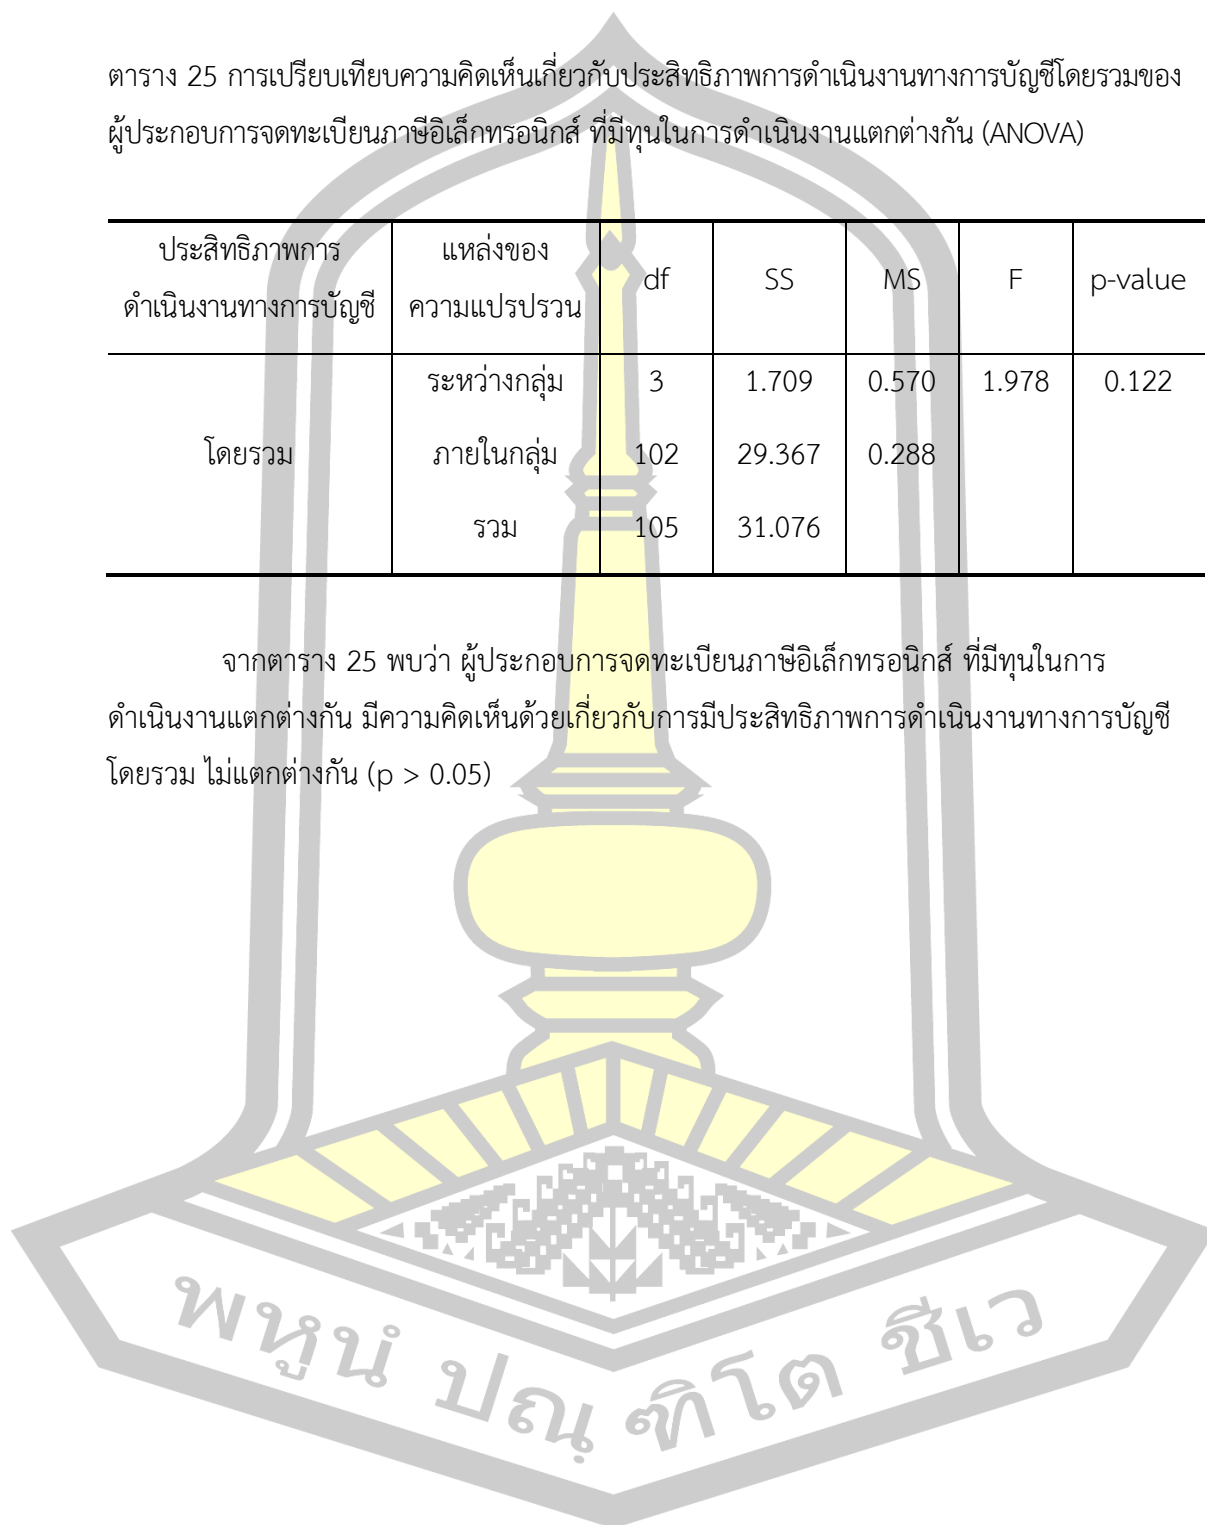 ตาราง 25 การเปรียบเทียบความคิดเห็นเกี่ยวกับประสิทธิภาพการดำเนินงานทางการบัญชีโดยรวมของ
ผู้ประกอบการจดทะเบียนภาษีอิเล็กทรอนิกส์ ที่มีทุนในการดำเนินงานแตกต่างกัน (ANOVA)
ประสิทธิภาพการ
ดำเนินงานทางการบัญชี
แหล่งของ
ความแปรปรวน
df SS MS F p-value
ระหว่างกลุ่ม 3 1.709 0.570 1.978 0.122
โดยรวม ภายในกลุ่ม 102 29.367 0.288
รวม 105 31.076
จากตาราง 25 พบว่า ผู้ประกอบการจดทะเบียนภาษีอิเล็กทรอนิกส์ ที่มีทุนในการ
ดำเนินงานแตกต่างกัน มีความคิดเห็นด้วยเกี่ยวกับการมีประสิทธิภาพการดำเนินงานทางการบัญชี
โดยรวม ไม่แตกต่างกัน (p > 0.05)
พหูนํ ปณฺ ฑิโต ชีเว